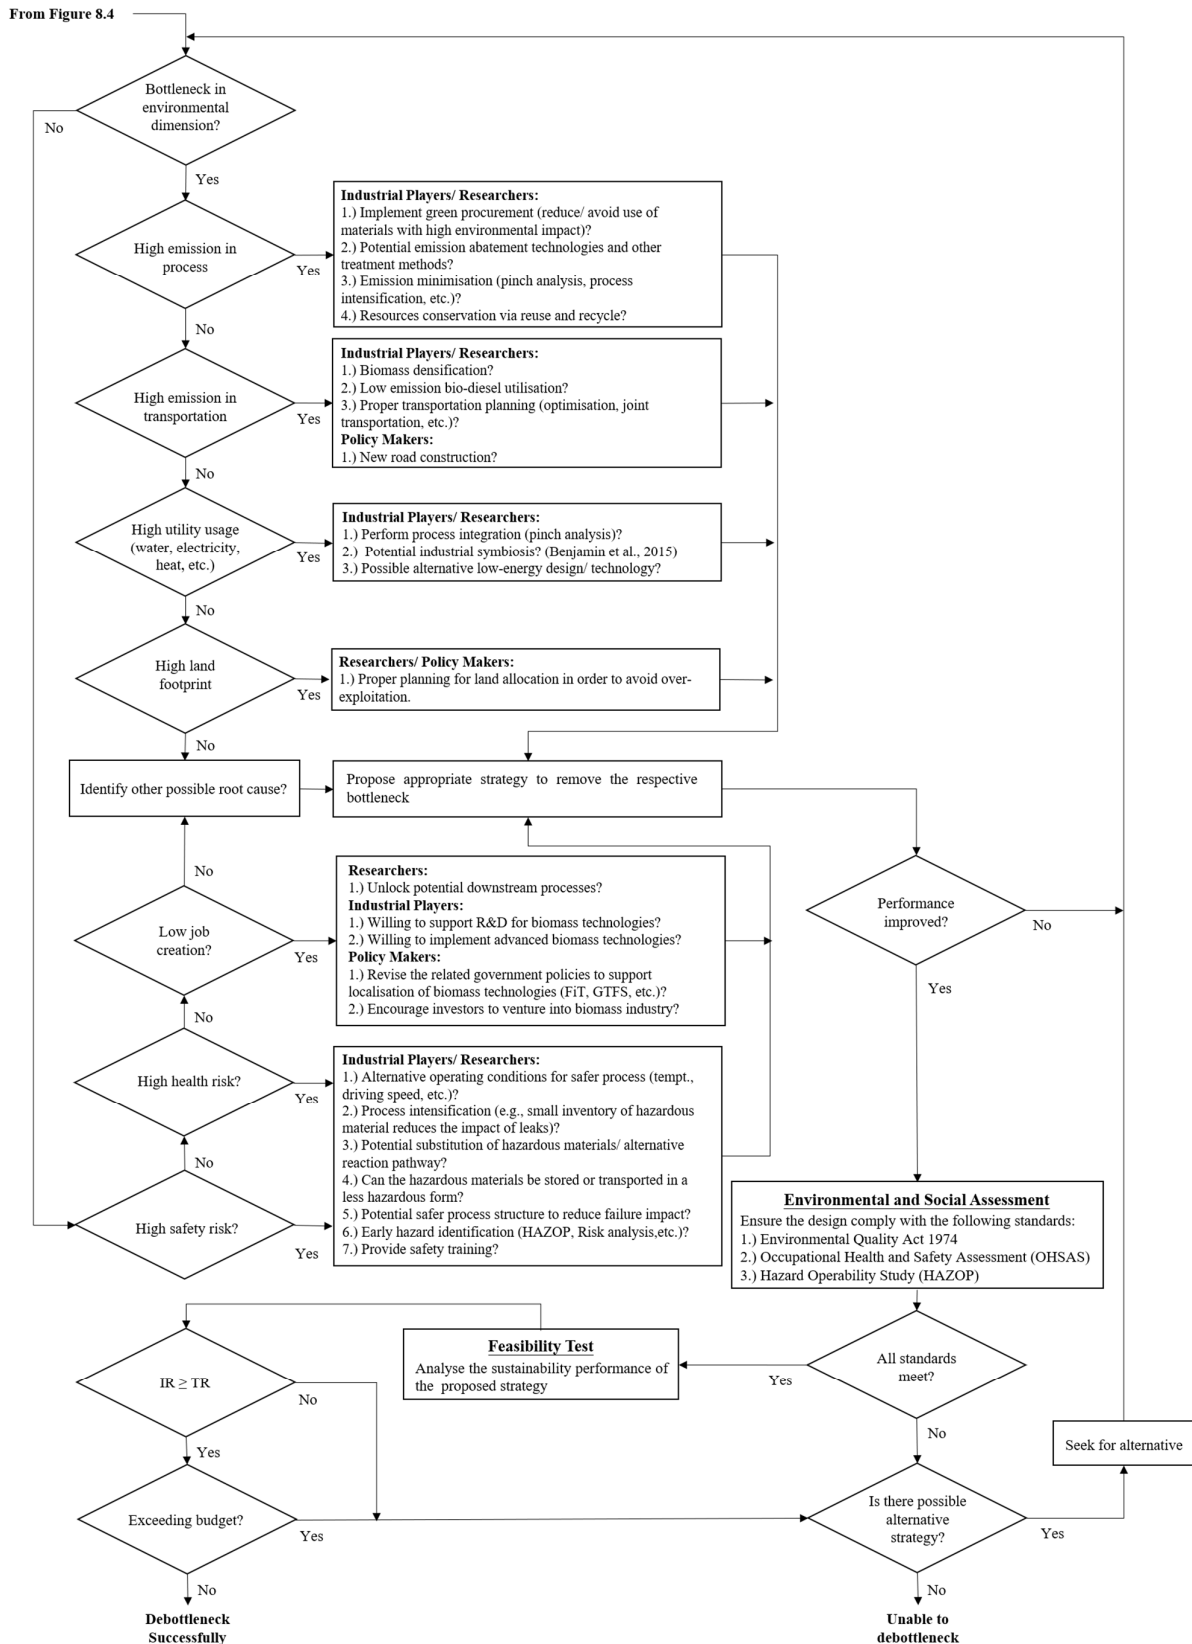 From Figure 8.4
Bottleneck in
environmental
dimension?
No
Yes
High emission in
process
Yes
Industrial Players/ Researchers:
1.) Implement green procurement (reduce/ avoid use of
materials with high environmental impact)?
2.) Potential emission abatement technologies and other
treatment methods?
3.) Emission minimisation (pinch analysis, process
intensification, etc.)?
4.) Resources conservation via reuse and recycle?
No
High emission in
transportation
Yes
Industrial Players/ Researchers:
1.) Biomass densification?
2.) Low emission bio-diesel utilisation?
3.) Proper transportation planning (optimisation, joint
transportation, etc.)?
Policy Makers:
1.) New road construction?
No
High utility usage
(water, electricity,
heat, etc.)
Yes
Industrial Players/ Researchers:
1.) Perform process integration (pinch analysis)?
2.) Potential industrial symbiosis? (Benjamin et al., 2015)
3.) Possible alternative low-energy design/ technology?
No
High land
footprint
Yes
Researchers/ Policy Makers:
1.) Proper planning for land allocation in order to avoid over-
exploitation.
No
Identify other possible root cause?
Propose appropriate strategy to remove the respective
bottleneck
No
Low job
creation?
Yes
Researchers:
1.) Unlock potential downstream processes?
Industrial Players:
1.) Willing to support R&D for biomass technologies?
2.) Willing to implement advanced biomass technologies?
Policy Makers:
1.) Revise the related government policies to support
localisation of biomass technologies (FiT, GTFS, etc.)?
2.) Encourage investors to venture into biomass industry?
Performance
improved?
No
Yes
No
High health risk?
Yes
Industrial Players/ Researchers:
1.) Alternative operating conditions for safer process (tempt.,
driving speed, etc.)?
2.) Process intensification (e.g., small inventory of hazardous
material reduces the impact of leaks)?
3.) Potential substitution of hazardous materials/ alternative
reaction pathway?
4.) Can the hazardous materials be stored or transported in a
less hazardous form?
5.) Potential safer process structure to reduce failure impact?
6.) Early hazard identification (HAZOP, Risk analysis,etc.)?
7.) Provide safety training?
No
High safety risk?
Yes
Environmental and Social Assessment
Ensure the design comply with the following standards:
1.) Environmental Quality Act 1974
2.) Occupational Health and Safety Assessment (OHSAS)
3.) Hazard Operability Study (HAZOP)
All standards
meet?
Yes
No
Feasibility Test
Analyse the sustainability performance of
the proposed strategy
IR ≥ TR
No
Yes
Exceeding budget?
Yes
No
Debottleneck
Successfully
Is there possible
alternative
strategy?
Yes
Seek for alternative
No
Unable to
debottleneck